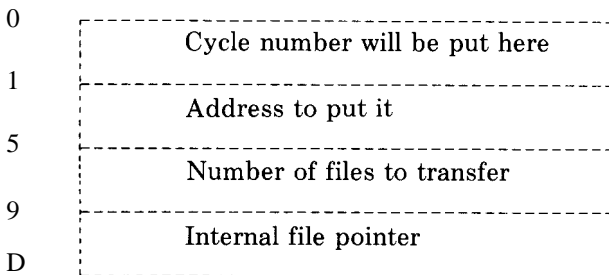 0
Cycle number will be put here
1
Address to put it
5
Number of files to transfer
9
Internal file pointer
D